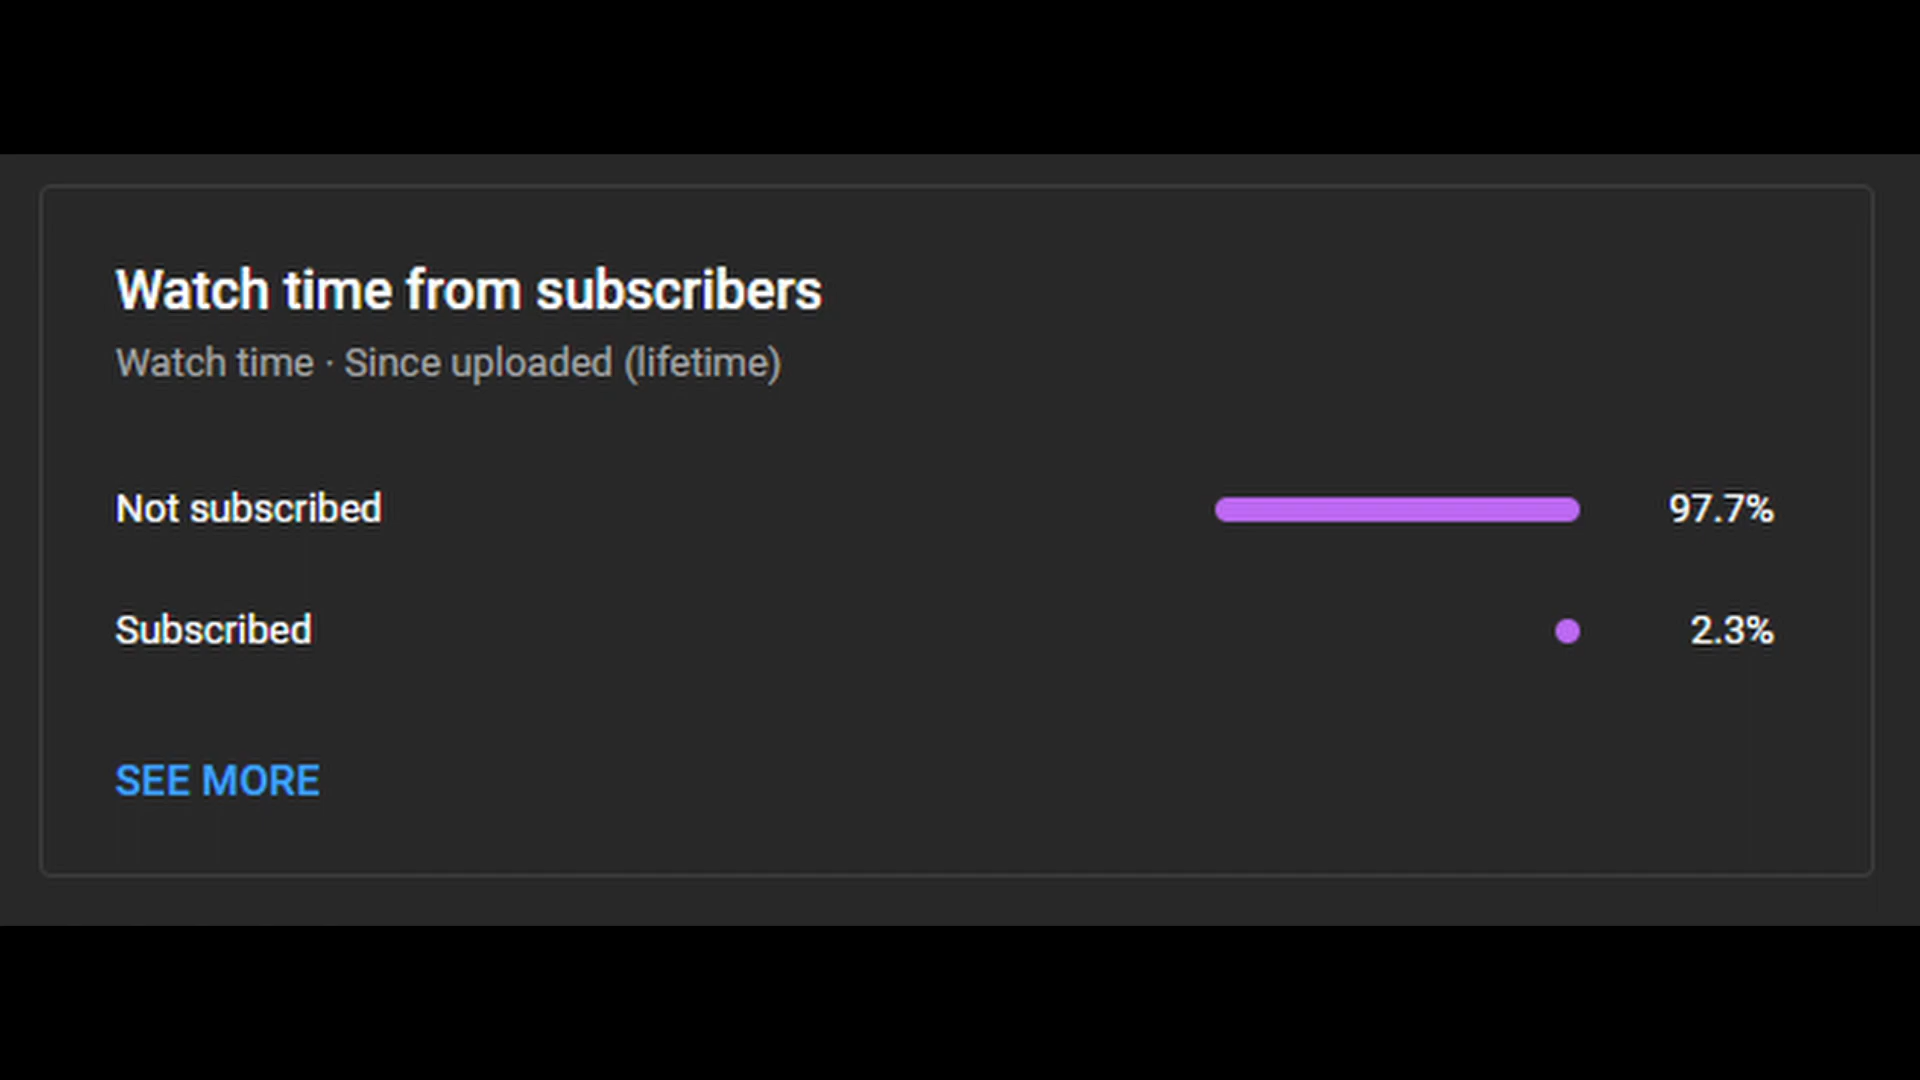 Watch time from subscribers
Watch time · Since uploaded (lifetime)
Not subscribed 97.7%
Subscribed 2.3%
SEE MORE